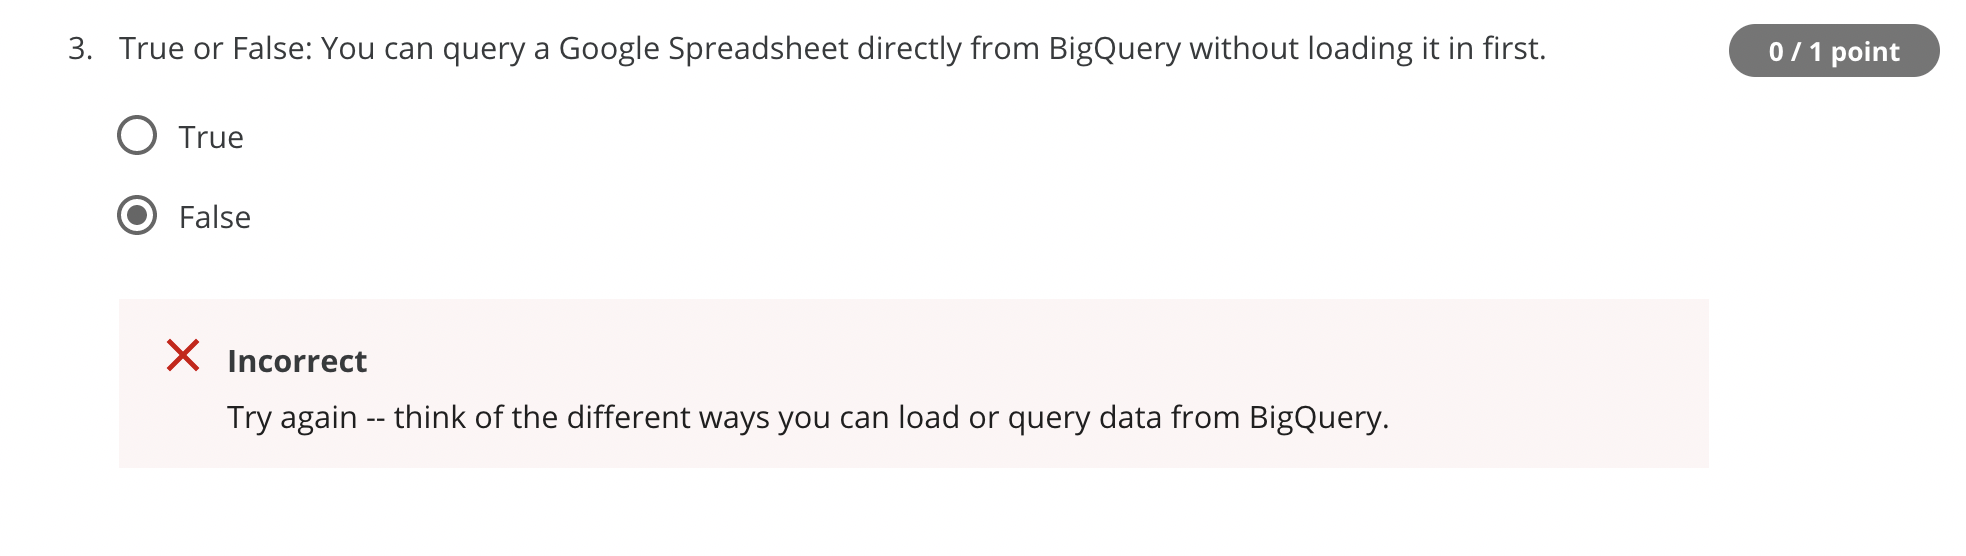 3. True or False: You can query a Google Spreadsheet directly from BigQuery without loading it in first.
0 / 1 point
True
False
Incorrect
Try again -- think of the different ways you can load or query data from BigQuery.